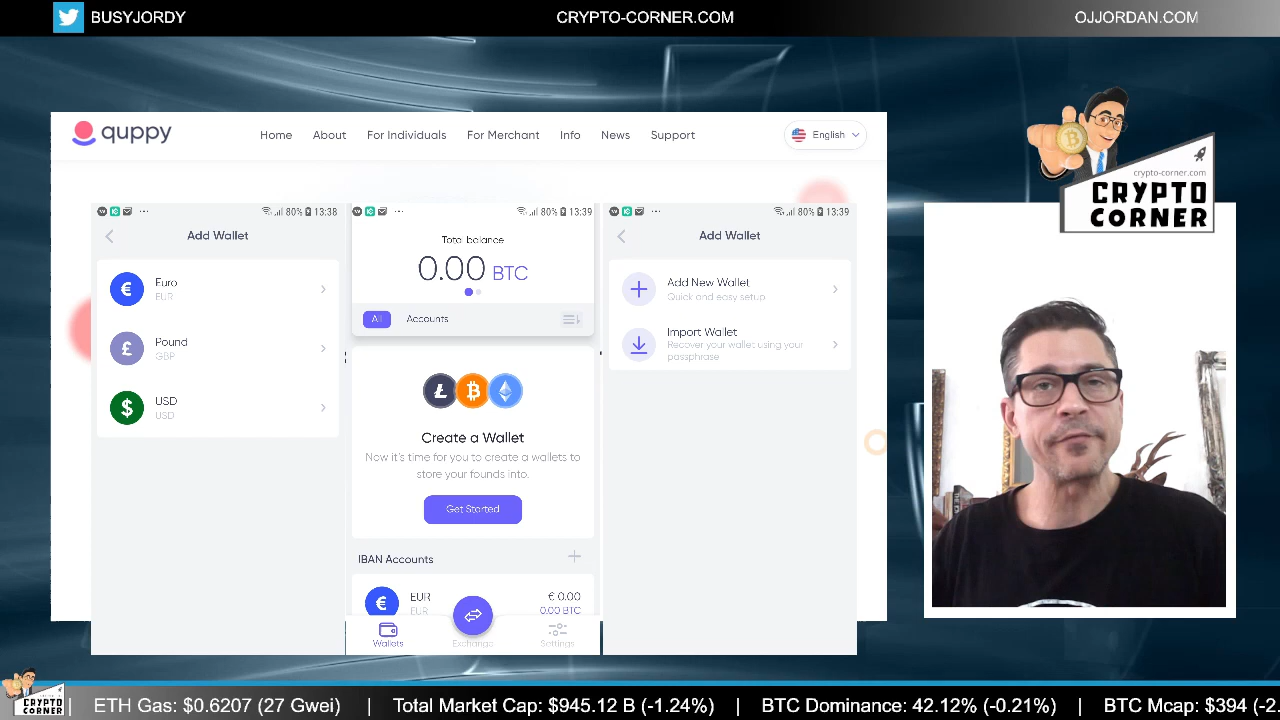 BUSYJORDY
CRYPTO-CORNER.COM
OJJORDAN.COM
quppy
Home
About
For Individuals
For Merchant
Info
News
Support
English
13:38
80%
Add Wallet
€
Euro
EUR
£
Pound
GBP
$
USD
USD
80%
13:39
Total balance
0.00 BTC
All
Accounts
Create a Wallet
Now it's time for you to create a wallets to
store your founds into.
Get Started
IBAN Accounts
€
EUR
EUR
€ 0.00
0.00 BTC
Wallets
Exchange
Settings
80%
13:39
Add Wallet
Add New Wallet
Quick and easy setup
Import Wallet
Recover your wallet using your
passphrase
crypto-corner.com
CRYPTO
CORNER
CRYPTO
CORNER
| ETH Gas: $0.6207 (27 Gwei) | Total Market Cap: $945.12 B (-1.24%) | BTC Dominance: 42.12% (-0.21%) | BTC Mcap: $394 (-2.